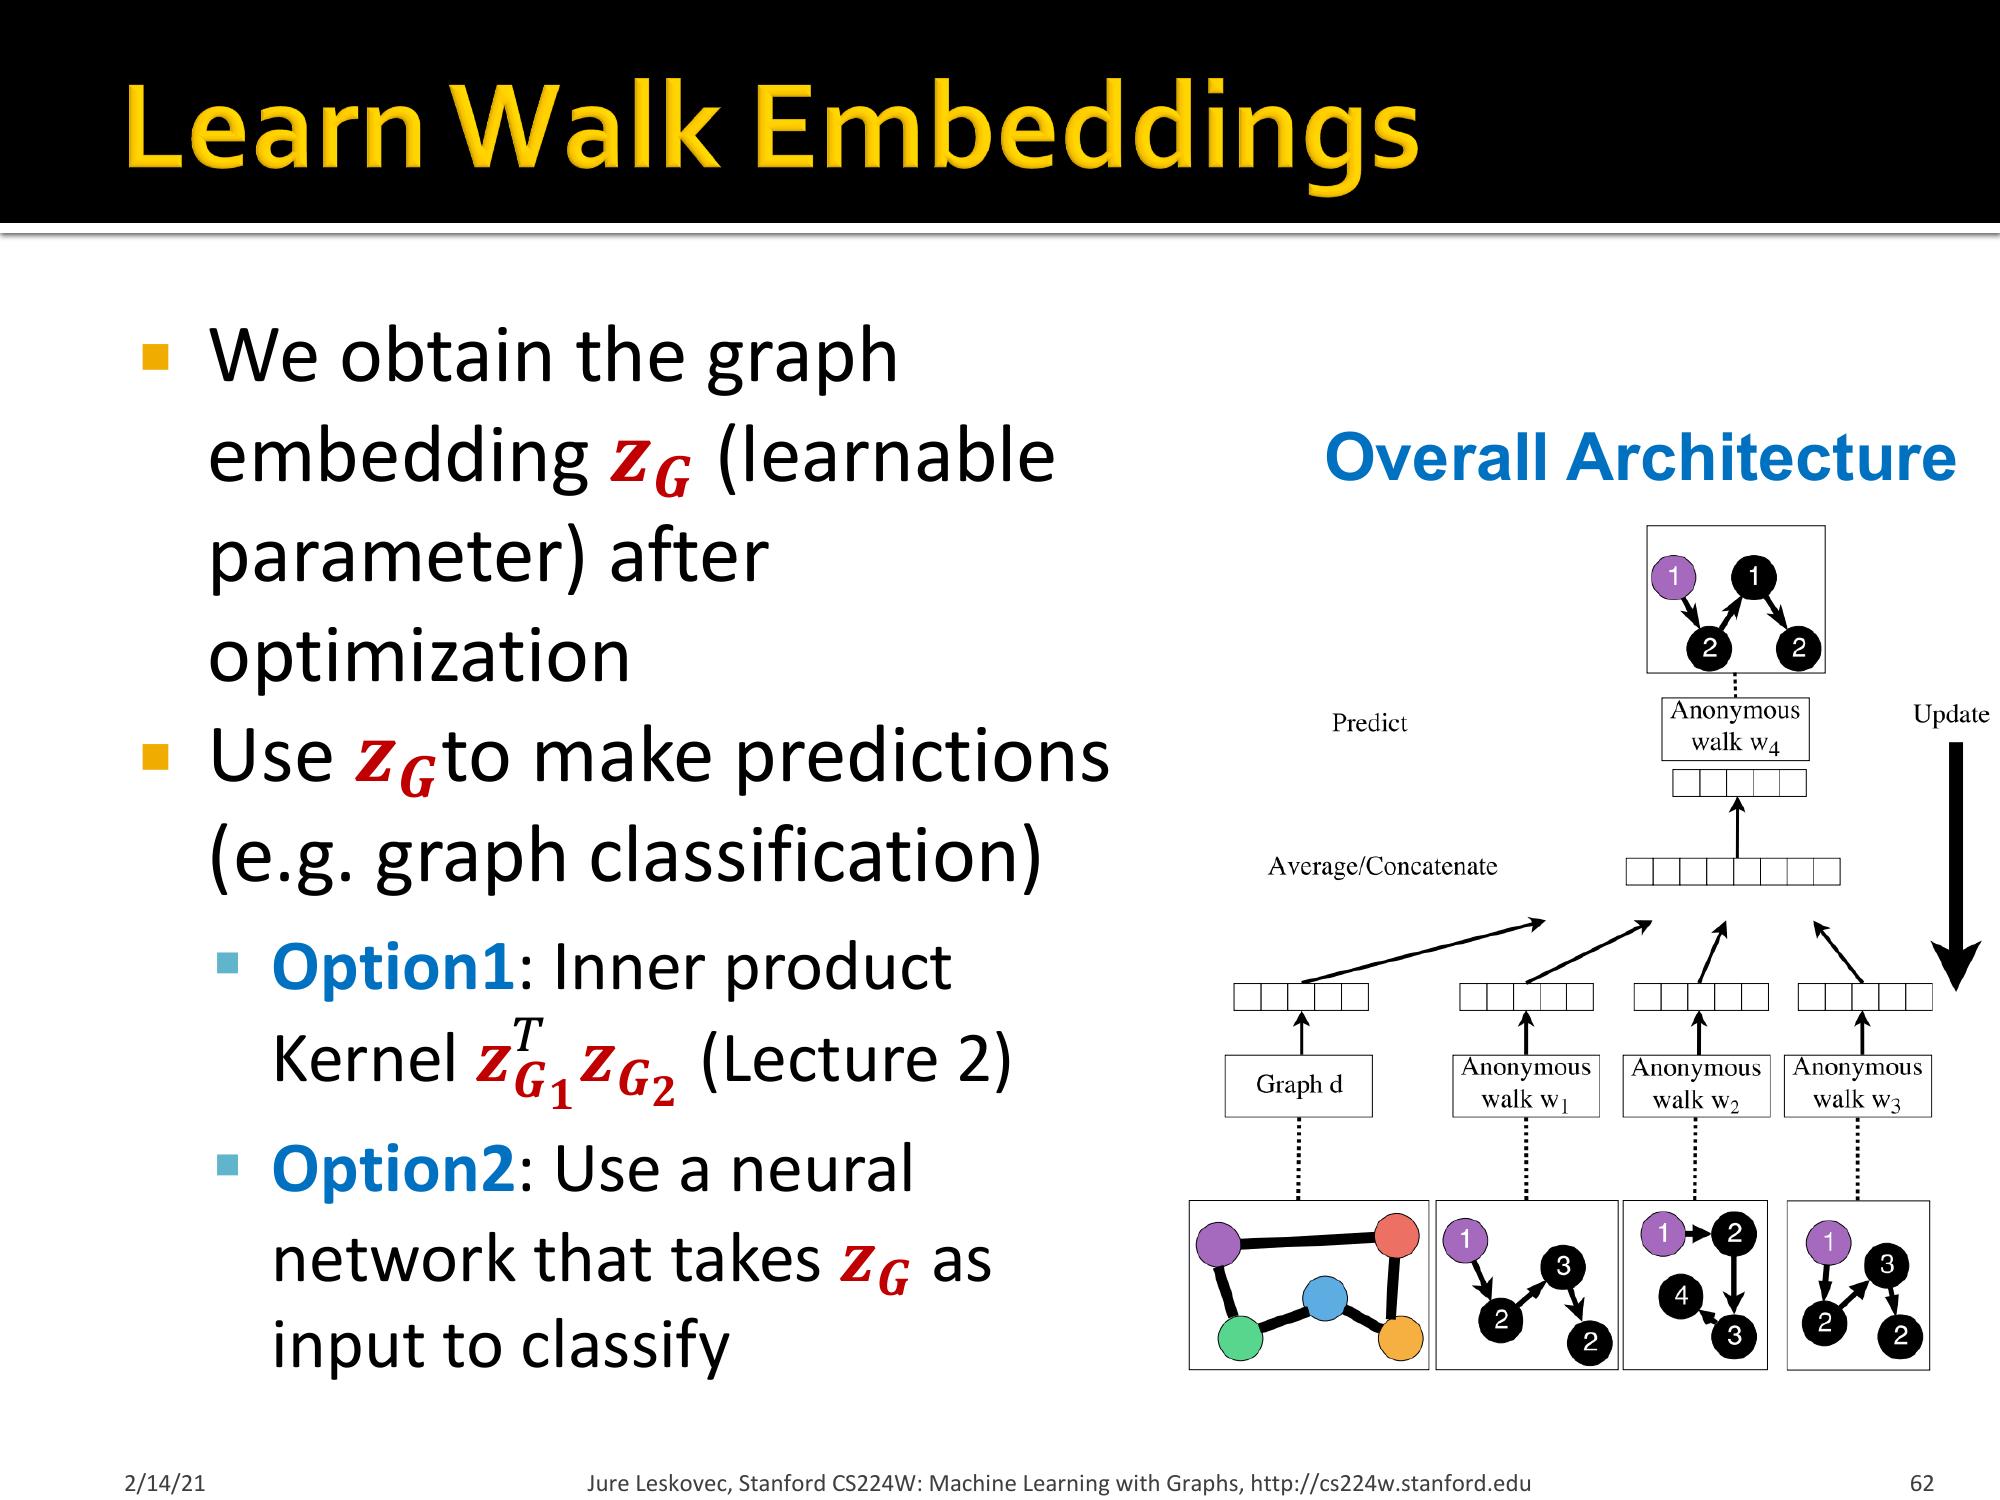 Learn Walk Embeddings
We obtain the graph
embedding z_G (learnable
parameter) after
optimization
Use z_G to make predictions
(e.g. graph classification)
Option1: Inner product
Kernel z_{G_1}^T z_{G_2} (Lecture 2)
Option2: Use a neural
network that takes z_G as
input to classify
Overall Architecture
1 1
2 2
Predict
Anonymous
walk w_4
Update
Average/Concatenate
Graph d
Anonymous
walk w_1
Anonymous
walk w_2
Anonymous
walk w_3
1
3
2
2
1 2
4
3
1
3
2
2
2/14/21
Jure Leskovec, Stanford CS224W: Machine Learning with Graphs, http://cs224w.stanford.edu
62